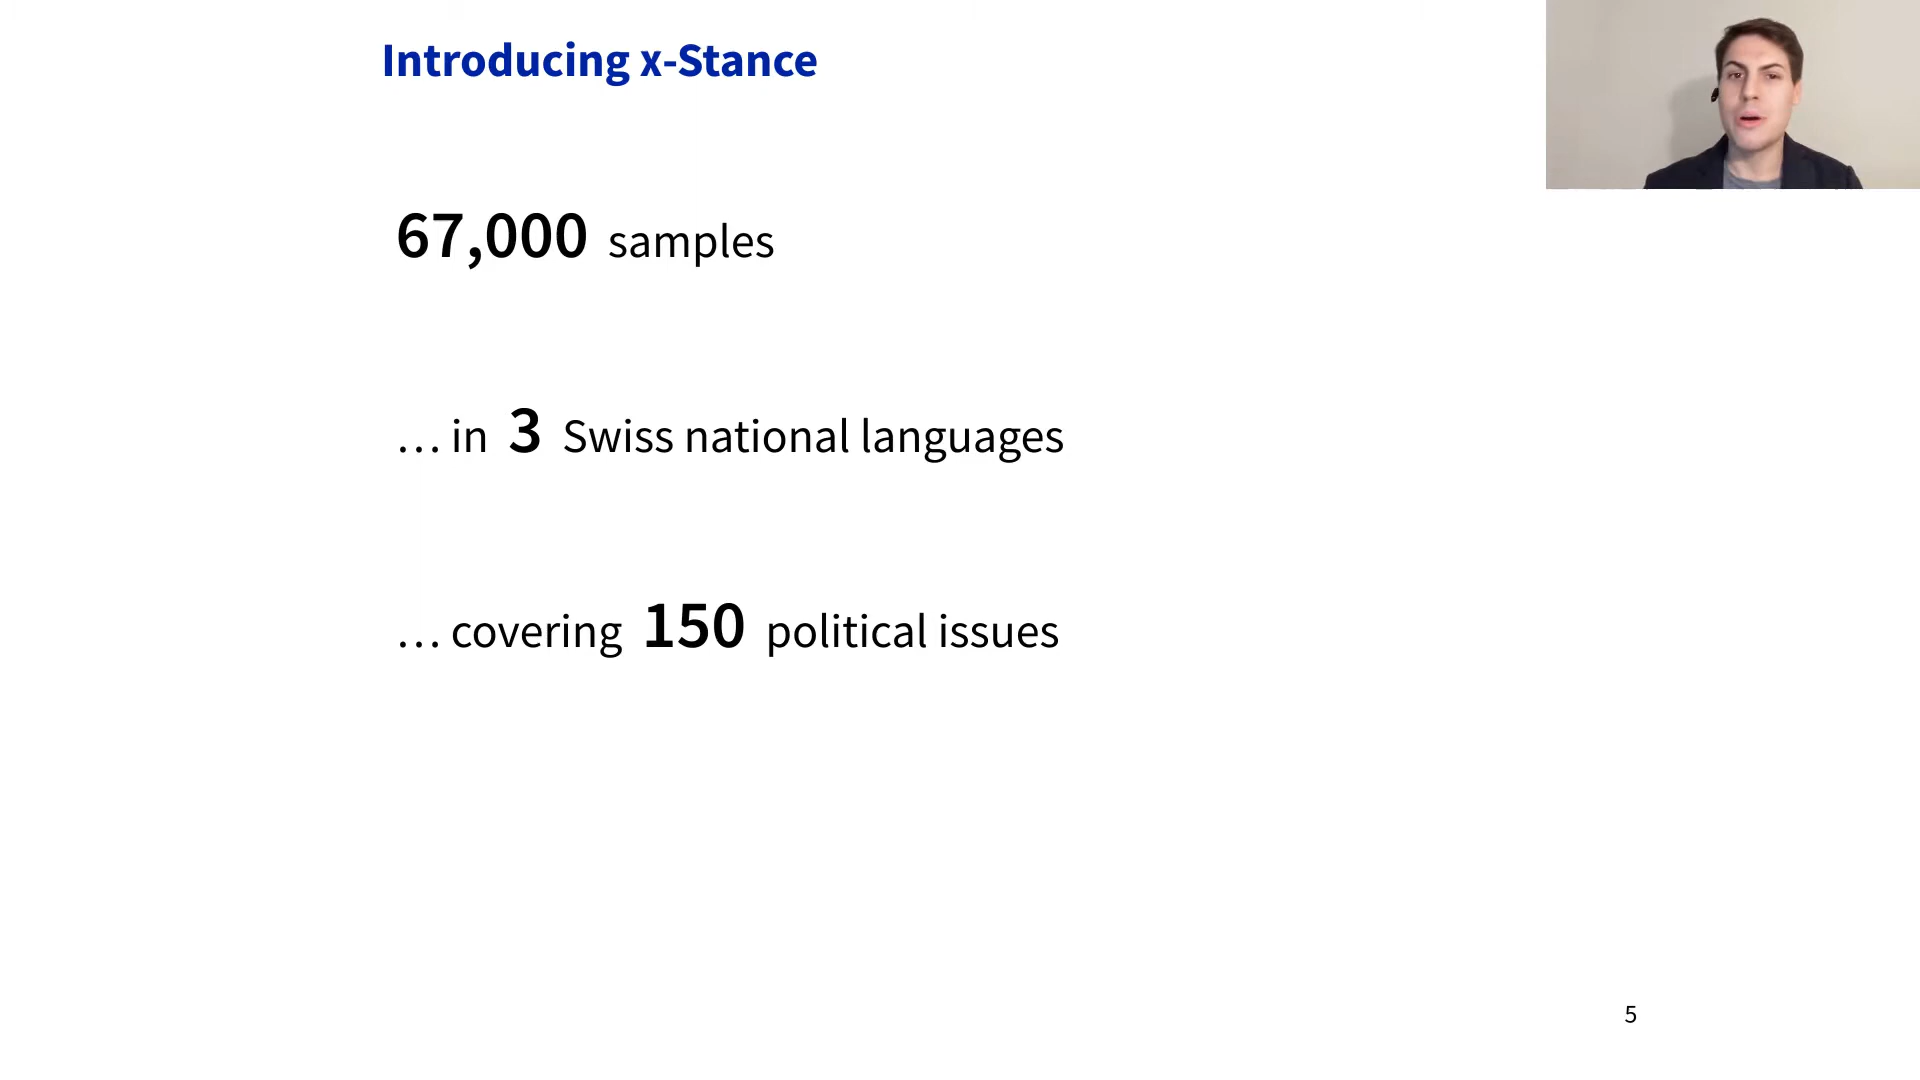 Introducing x-Stance
67,000 samples
… in 3 Swiss national languages
… covering 150 political issues
5